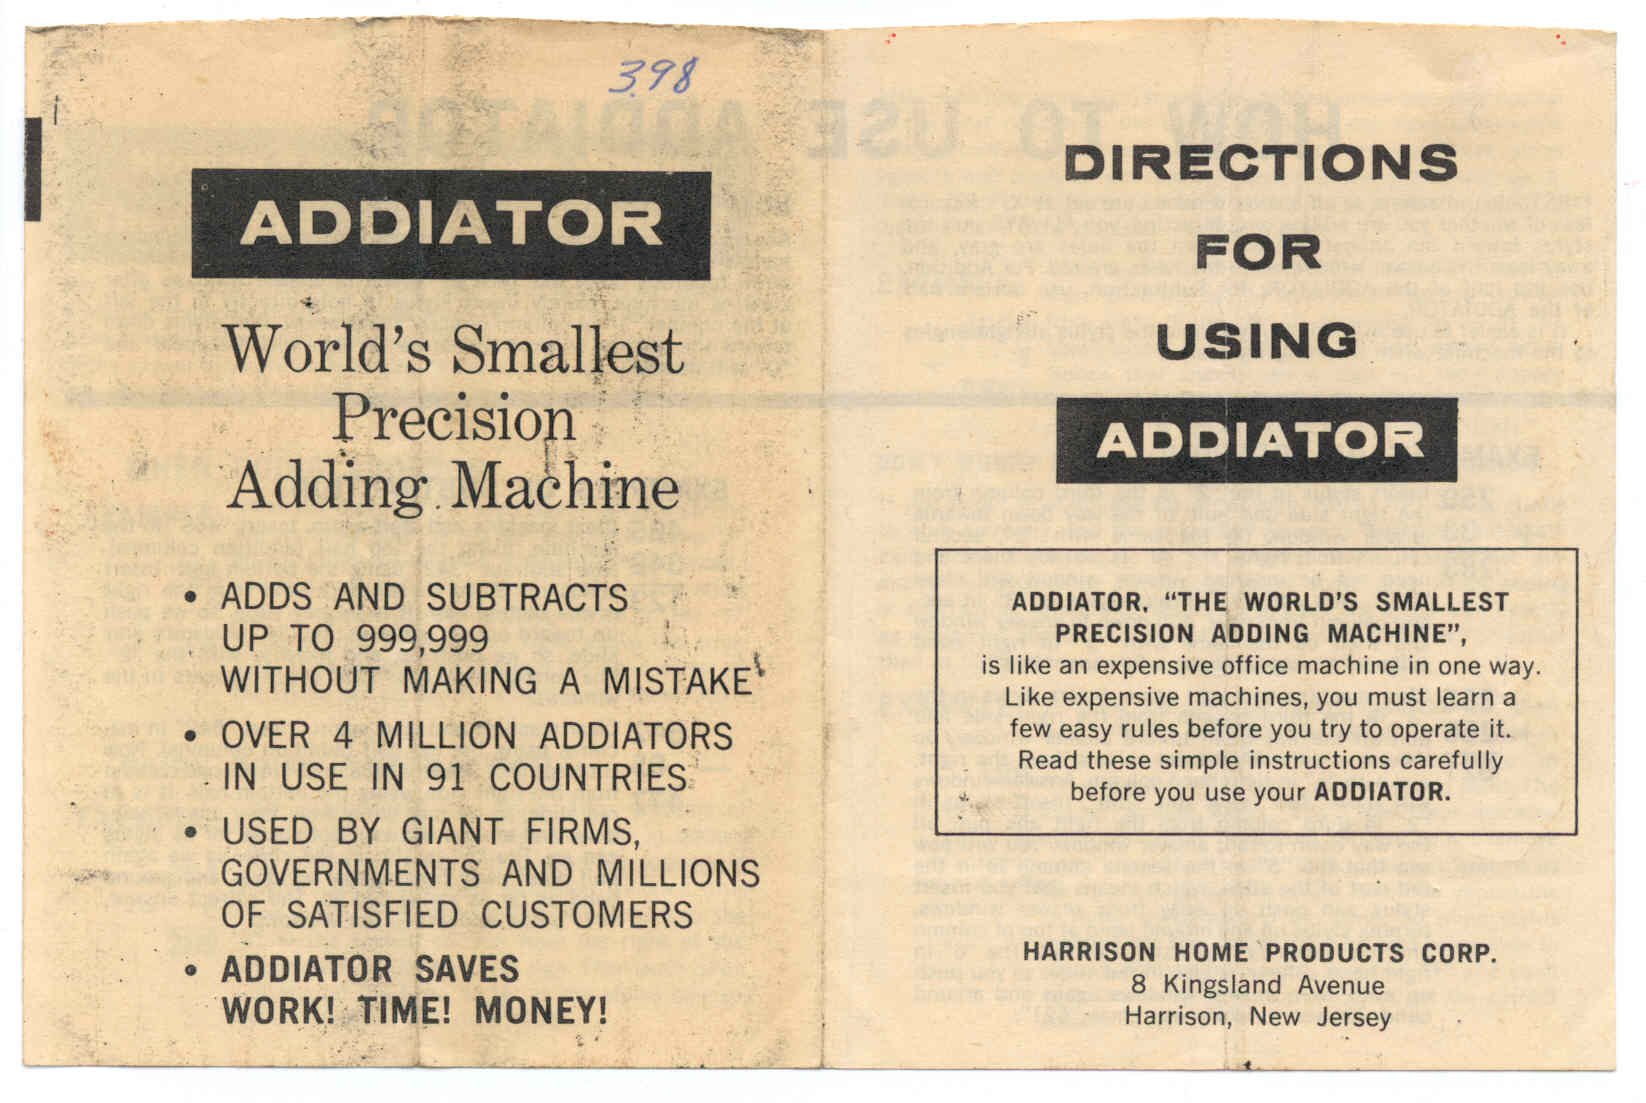 3.98
ADDIATOR
World's Smallest
Precision
Adding Machine
• ADDS AND SUBTRACTS
UP TO 999,999
WITHOUT MAKING A MISTAKE
• OVER 4 MILLION ADDIATORS
IN USE IN 91 COUNTRIES
• USED BY GIANT FIRMS,
GOVERNMENTS AND MILLIONS
OF SATISFIED CUSTOMERS
• ADDIATOR SAVES
WORK! TIME! MONEY!
DIRECTIONS
FOR
USING
ADDIATOR
ADDIATOR, “THE WORLD'S SMALLEST
PRECISION ADDING MACHINE”,
is like an expensive office machine in one way.
Like expensive machines, you must learn a
few easy rules before you try to operate it.
Read these simple instructions carefully
before you use your ADDIATOR.
HARRISON HOME PRODUCTS CORP.
8 Kingsland Avenue
Harrison, New Jersey